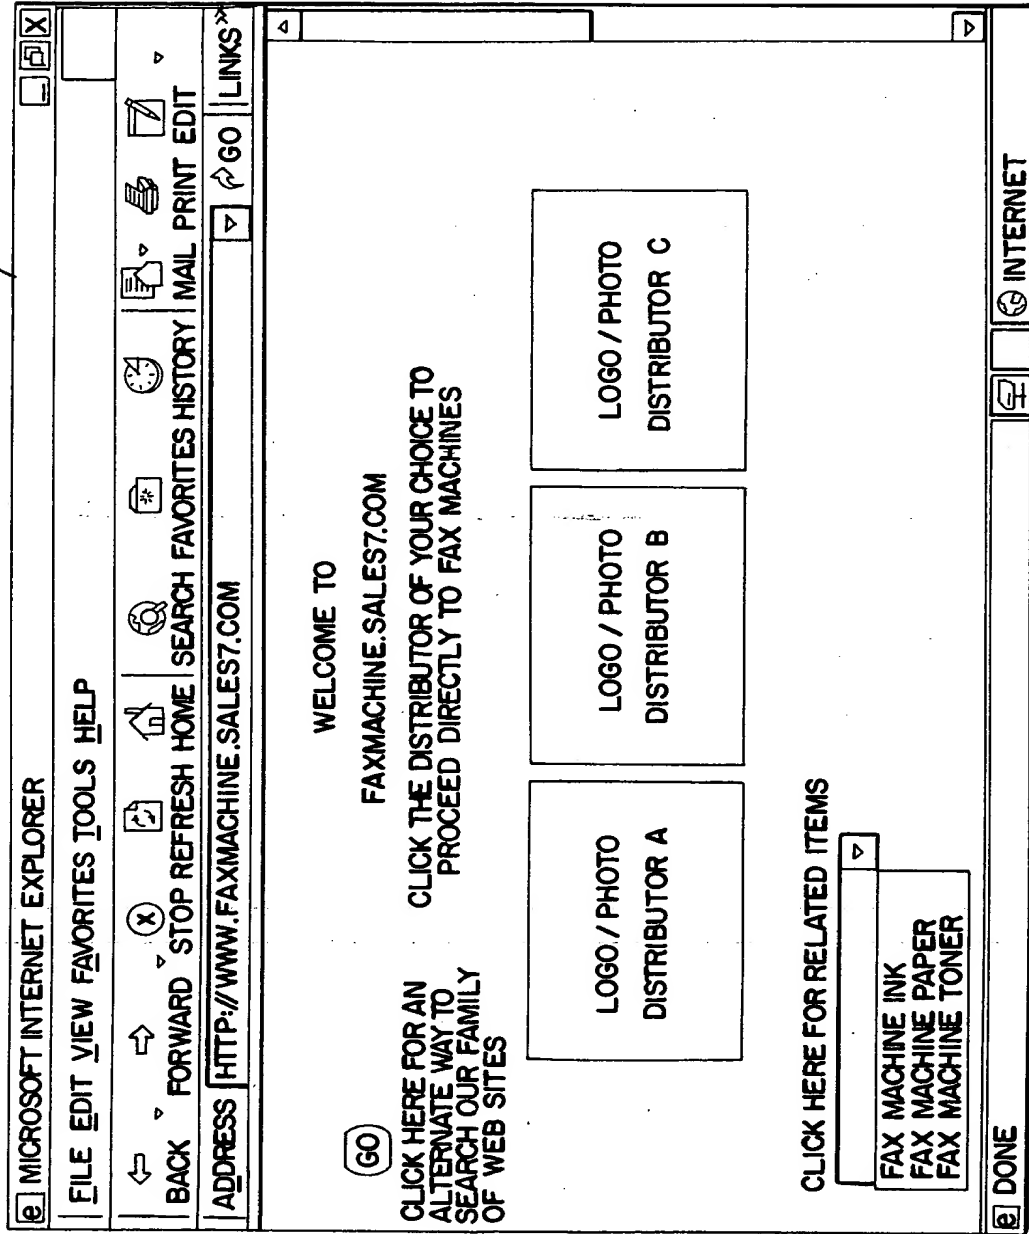 MICROSOFT INTERNET EXPLORER
FILE EDIT VIEW FAVORITES TOOLS HELP
BACK FORWARD STOP REFRESH HOME SEARCH FAVORITES HISTORY MAIL PRINT EDIT
ADDRESS HTTP://WWW.FAXMACHINE.SALES7.COM GO LINKS »
WELCOME TO
FAXMACHINE.SALES7.COM
GO
CLICK HERE FOR AN
ALTERNATE WAY TO
SEARCH OUR FAMILY
OF WEB SITES
CLICK THE DISTRIBUTOR OF YOUR CHOICE TO
PROCEED DIRECTLY TO FAX MACHINES
LOGO / PHOTO
DISTRIBUTOR A
LOGO / PHOTO
DISTRIBUTOR B
LOGO / PHOTO
DISTRIBUTOR C
CLICK HERE FOR RELATED ITEMS
FAX MACHINE INK
FAX MACHINE PAPER
FAX MACHINE TONER
DONE
INTERNET